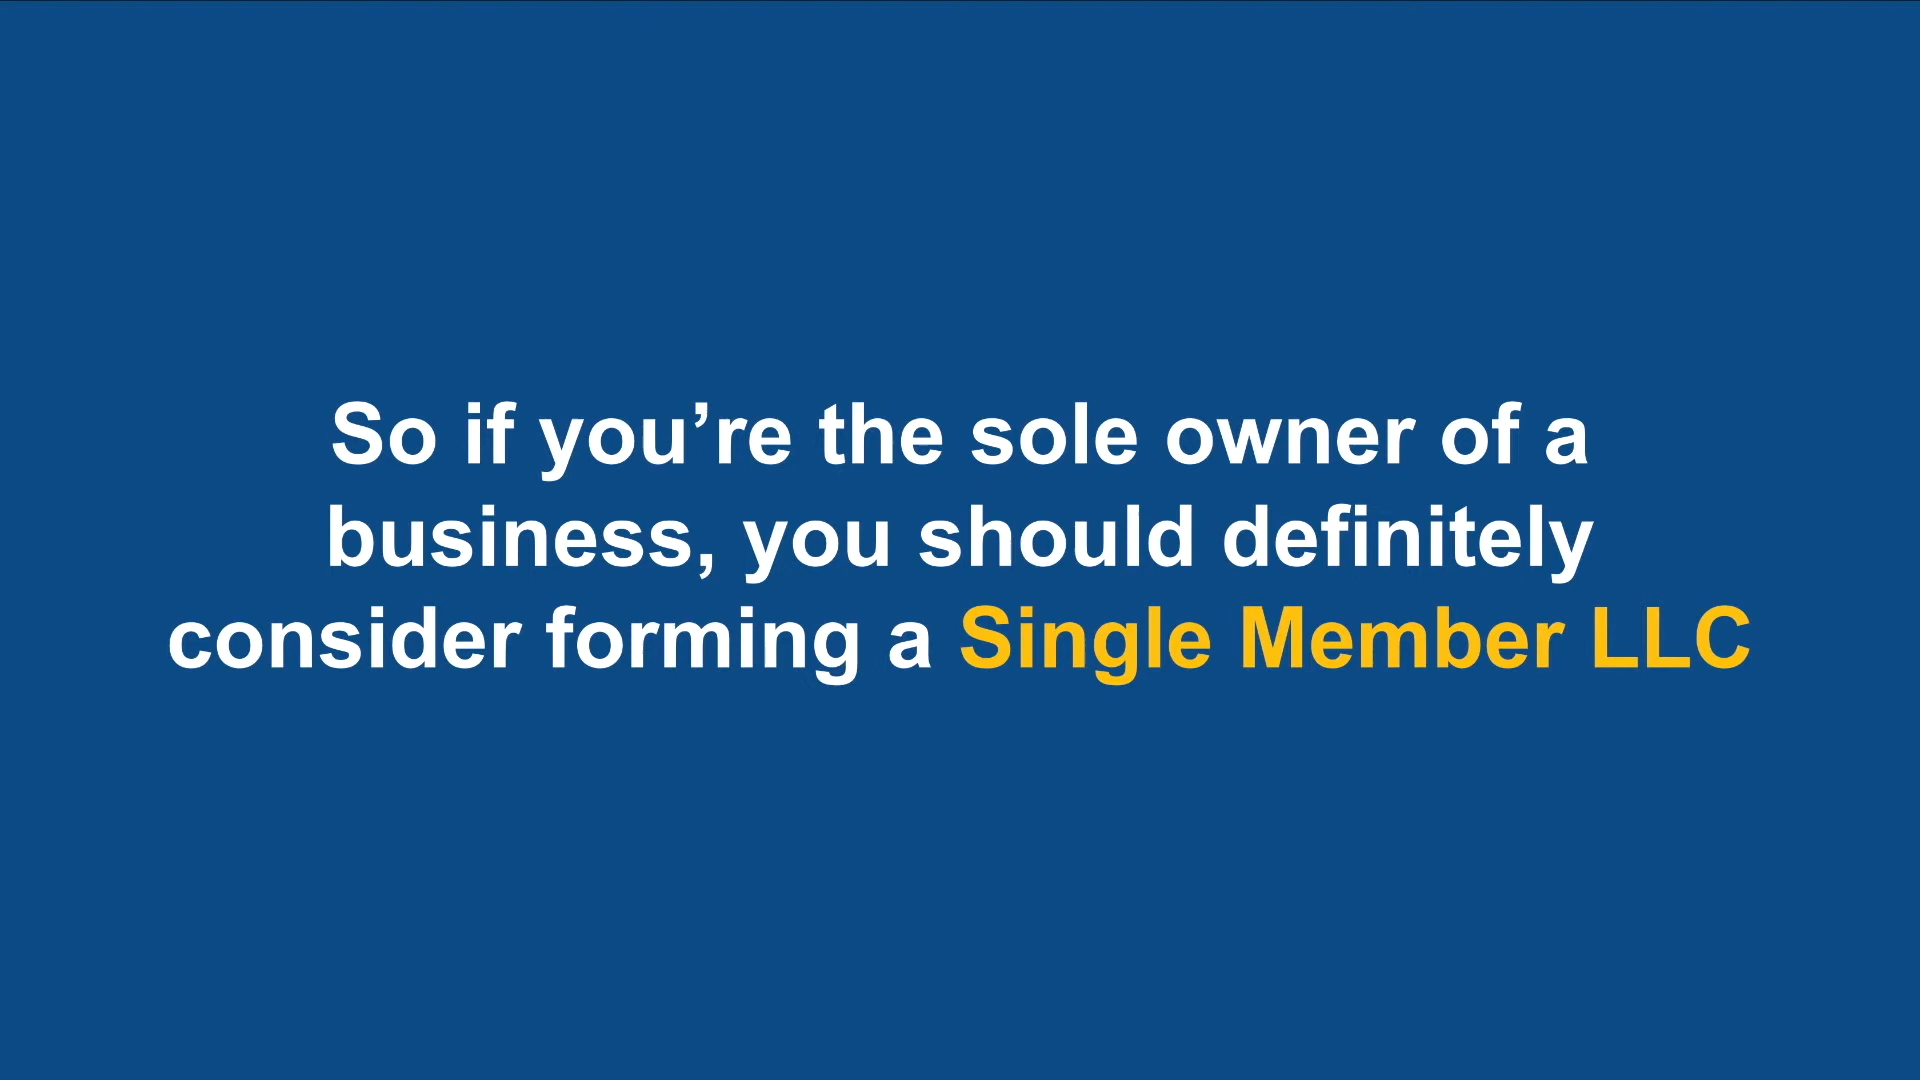 So if you’re the sole owner of a
business, you should definitely
consider forming a Single Member LLC